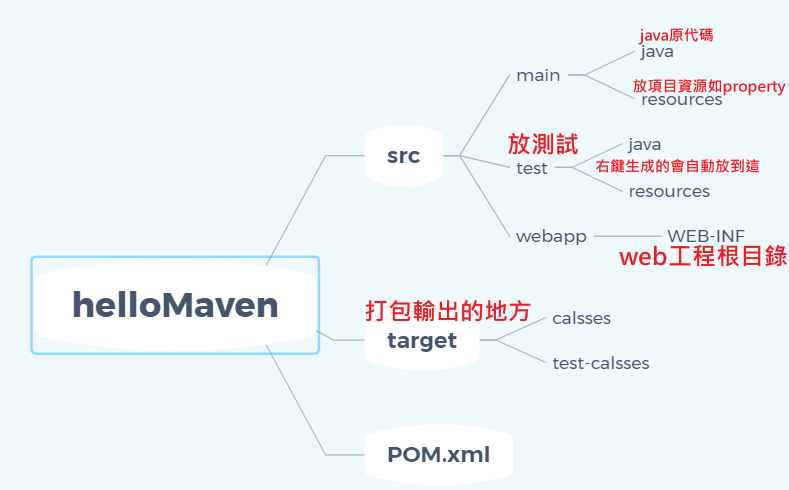 helloMaven
src
main
java原代碼
java
放項目資源如property
resources
放測試
test
java
右鍵生成的會自動放到這
resources
webapp
WEB-INF
web工程根目錄
打包輸出的地方
target
calsses
test-calsses
POM.xml